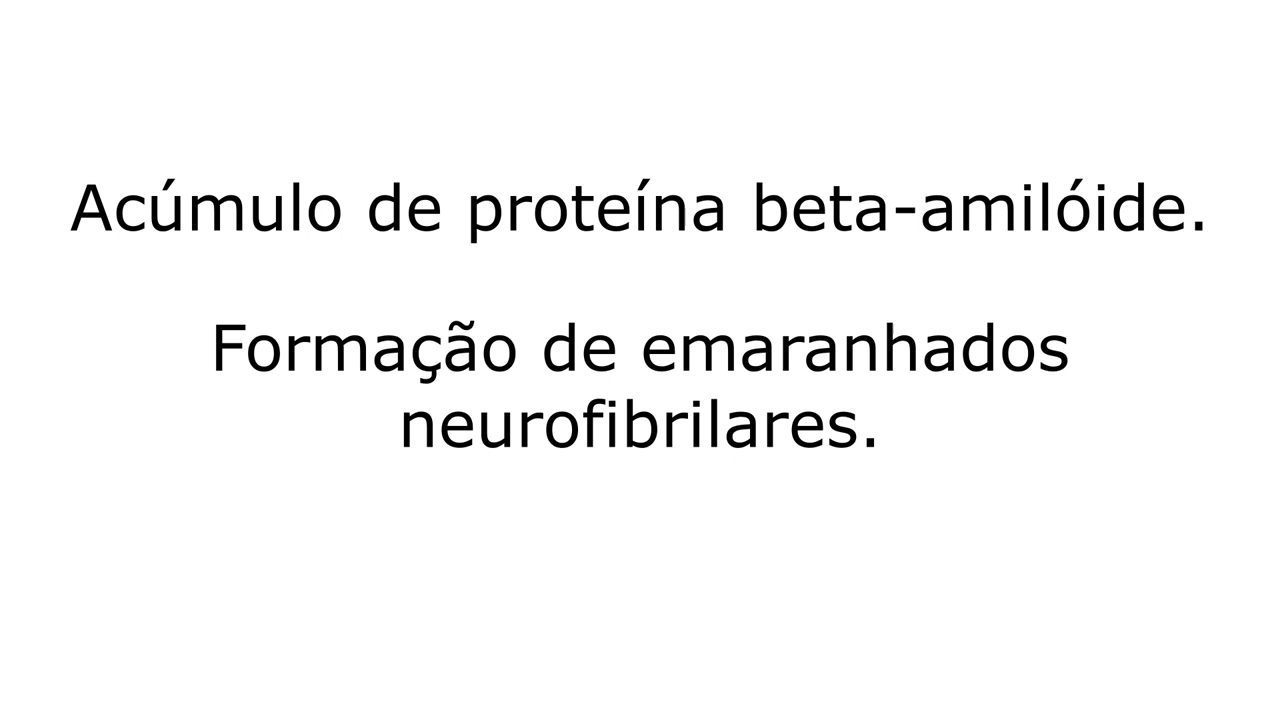 Acúmulo de proteína beta-amilóide.
Formação de emaranhados
neurofibrilares.